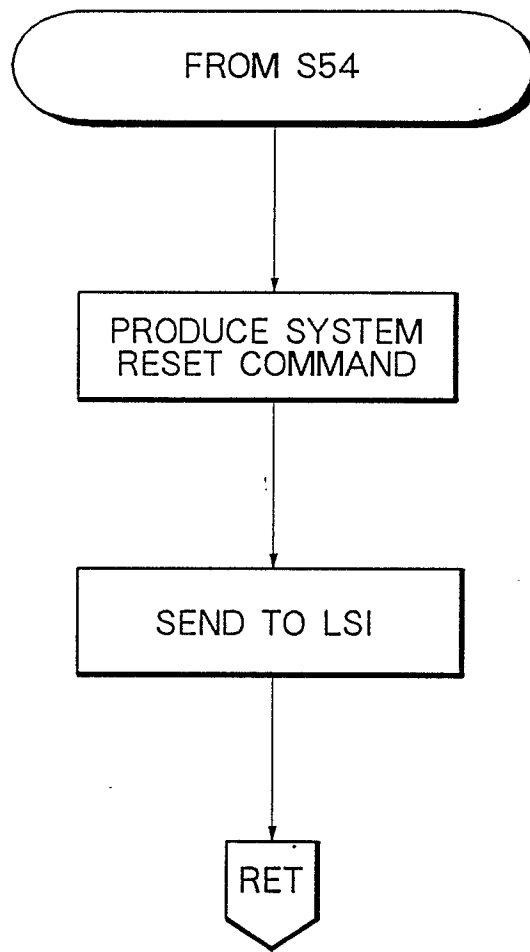 FROM S54
PRODUCE SYSTEM
RESET COMMAND
SEND TO LSI
RET